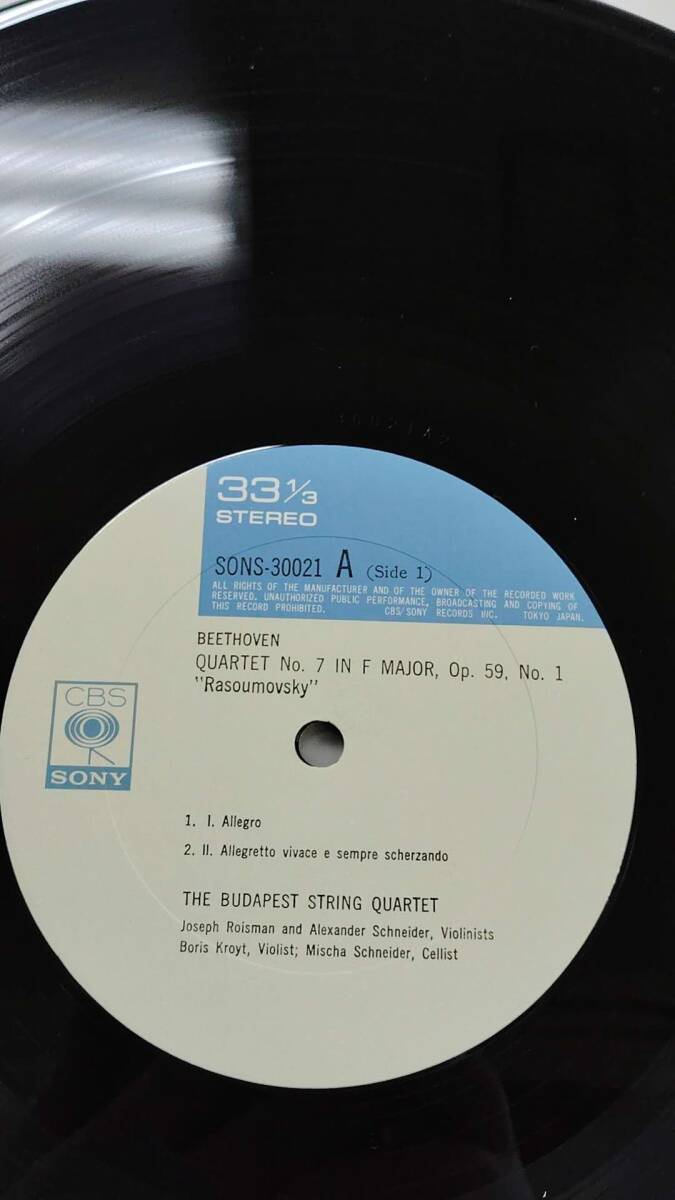 33 1/3
STEREO
SONS-30021 A (Side 1)
ALL RIGHTS OF THE MANUFACTURER AND OF THE OWNER OF THE RECORDED WORK
RESERVED. UNAUTHORIZED PUBLIC PERFORMANCE, BROADCASTING AND COPYING OF
THIS RECORD PROHIBITED. CBS/SONY RECORDS INC. TOKYO JAPAN.
BEETHOVEN
QUARTET No. 7 IN F MAJOR, Op. 59, No. 1
"Rasoumovsky"
CBS
SONY
1. I. Allegro
2. II. Allegretto vivace e sempre scherzando
THE BUDAPEST STRING QUARTET
Joseph Roisman and Alexander Schneider, Violinists
Boris Kroyt, Violist; Mischa Schneider, Cellist